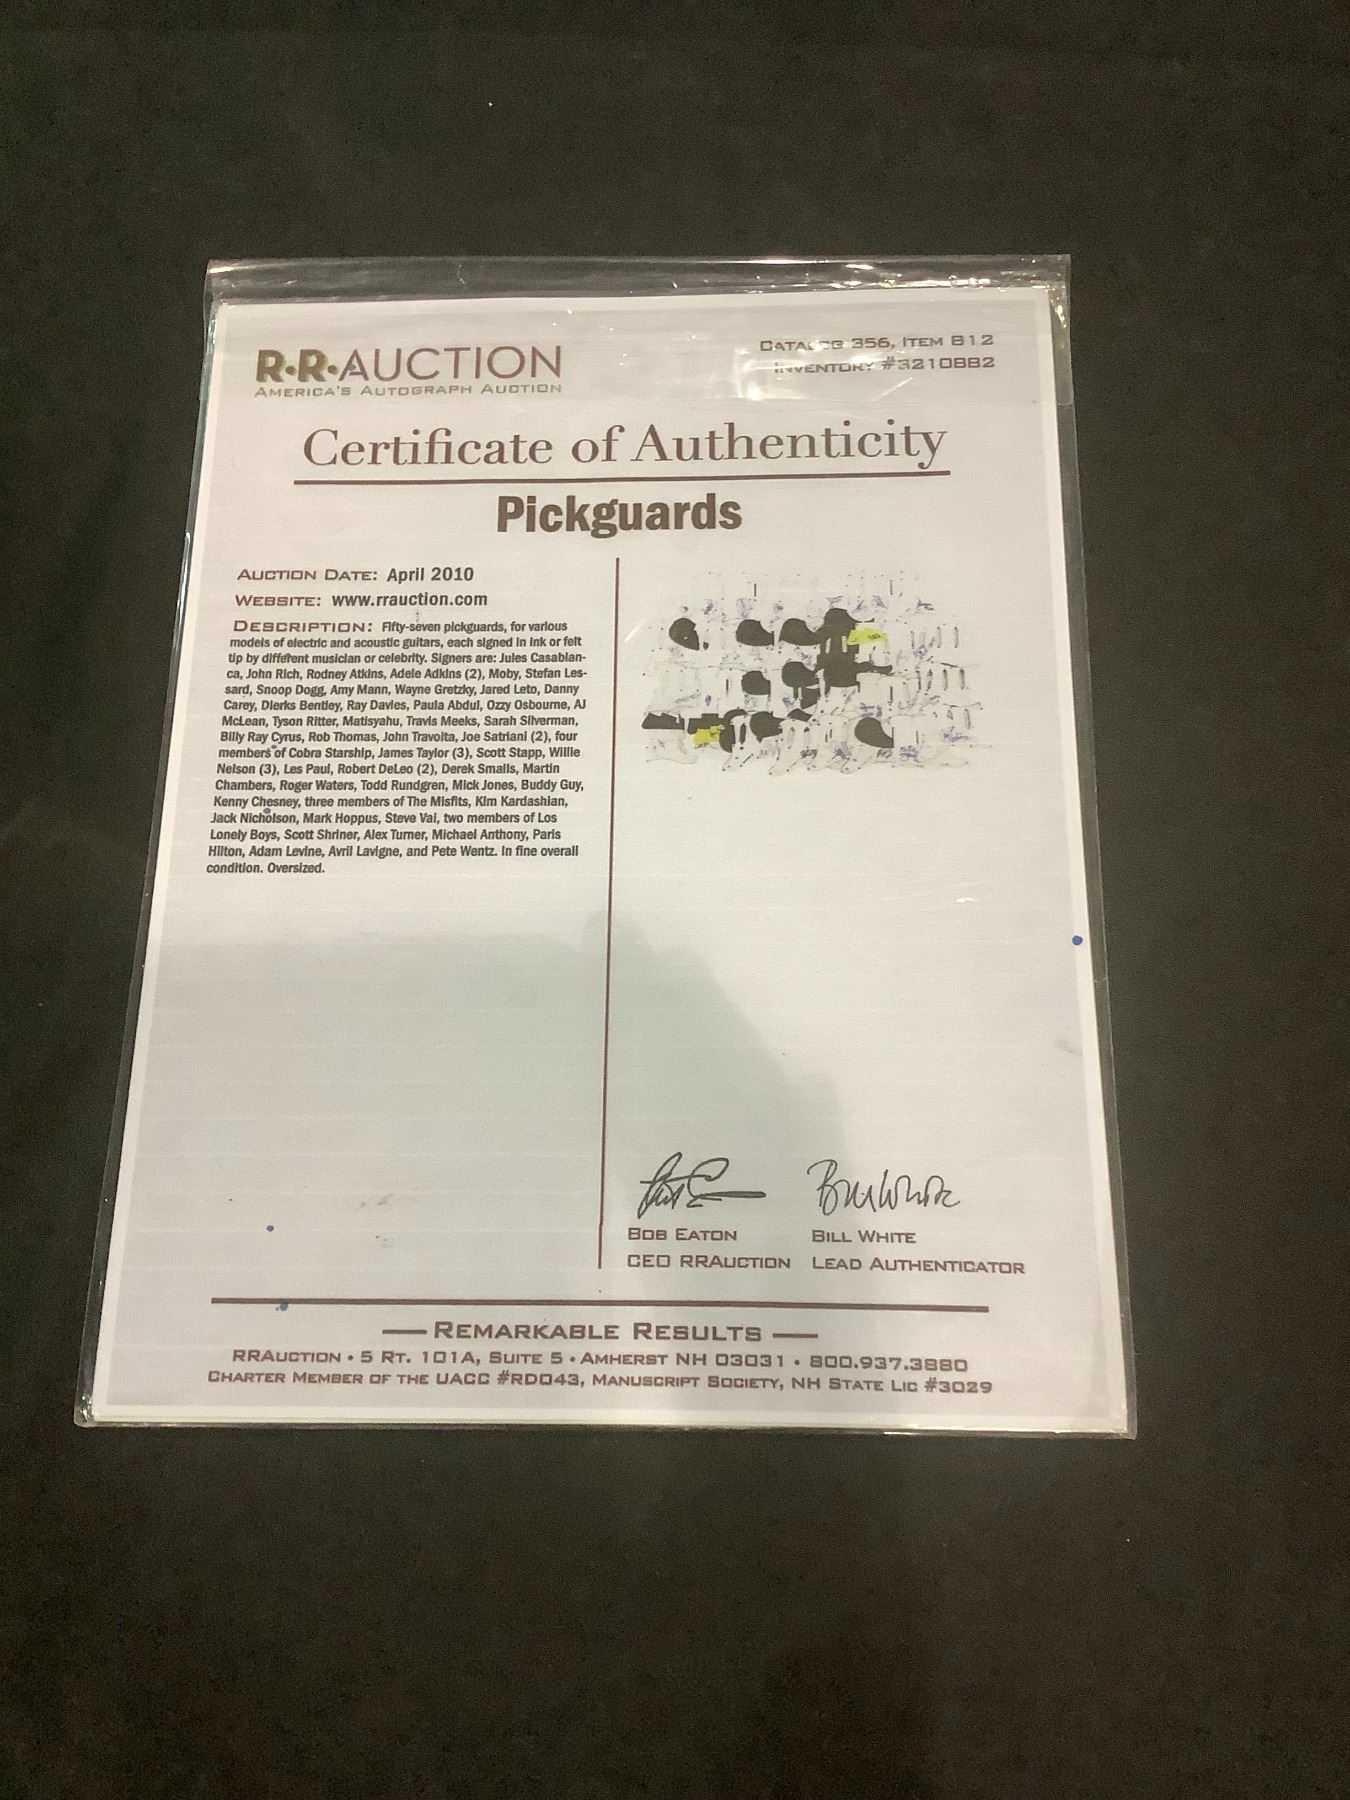 R·R·AUCTION
AMERICA'S AUTOGRAPH AUCTION
CATALOG 356, ITEM 812
INVENTORY #3210882
Certificate of Authenticity
Pickguards
AUCTION DATE: April 2010
WEBSITE: www.rrauction.com
DESCRIPTION: Fifty-seven pickguards, for various
models of electric and acoustic guitars, each signed in ink or felt
tip by different musician or celebrity. Signers are: Jules Casablan-
ca, John Rich, Rodney Atkins, Adele Adkins (2), Moby, Stefan Les-
sard, Snoop Dogg, Amy Mann, Wayne Gretzky, Jared Leto, Danny
Carey, Dierks Bentley, Ray Davies, Paula Abdul, Ozzy Osbourne, AJ
McLean, Tyson Ritter, Matisyahu, Travis Meeks, Sarah Silverman,
Billy Ray Cyrus, Rob Thomas, John Travolta, Joe Satriani (2), four
members of Cobra Starship, James Taylor (3), Scott Stapp, Willie
Nelson (3), Les Paul, Robert DeLeo (2), Derek Smalls, Martin
Chambers, Roger Waters, Todd Rundgren, Mick Jones, Buddy Guy,
Kenny Chesney, three members of The Misfits, Kim Kardashian,
Jack Nicholson, Mark Hoppus, Steve Vai, two members of Los
Lonely Boys, Scott Shriner, Alex Turner, Michael Anthony, Paris
Hilton, Adam Levine, Avril Lavigne, and Pete Wentz. In fine overall
condition. Oversized.
Bill White
BOB EATON BILL WHITE
CEO RRAUCTION LEAD AUTHENTICATOR
REMARKABLE RESULTS
RRAUCTION • 5 RT. 101A, SUITE 5 • AMHERST NH 03031 • 800.937.3880
CHARTER MEMBER OF THE UACC #RD043, MANUSCRIPT SOCIETY, NH STATE LIC #3029